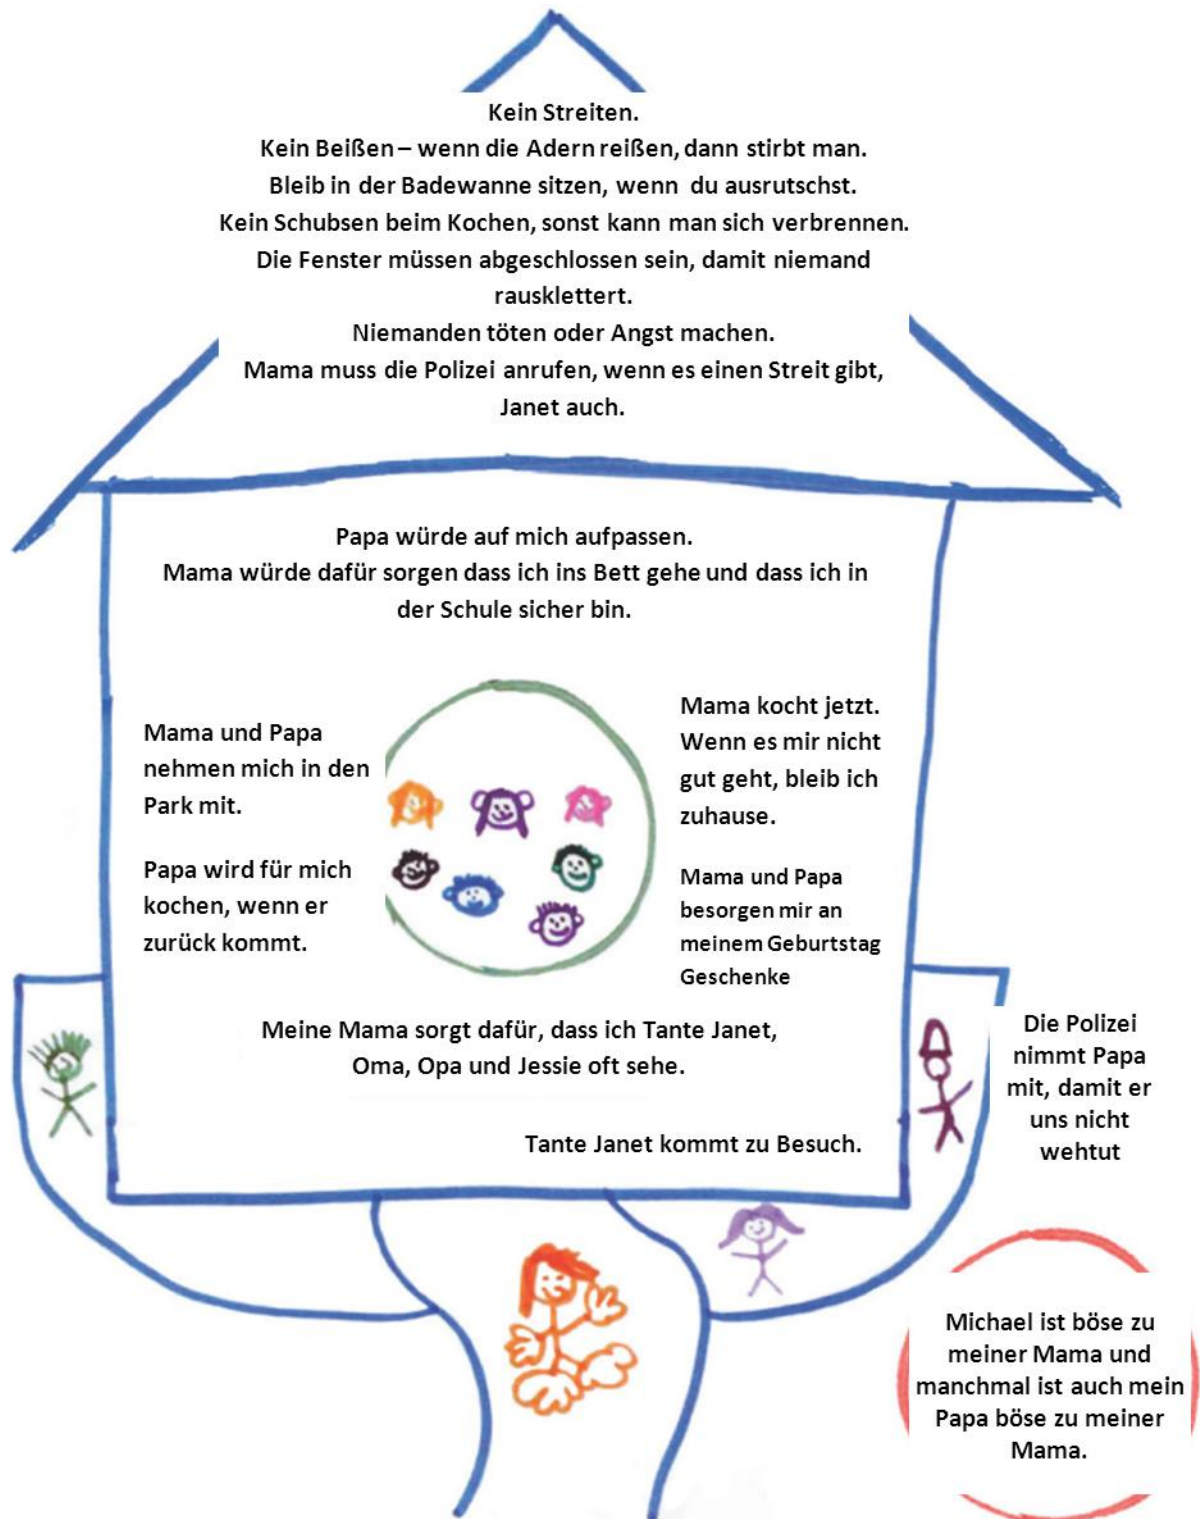 Kein Streiten.
Kein Beißen – wenn die Adern reißen, dann stirbt man.
Bleib in der Badewanne sitzen, wenn du ausrutschst.
Kein Schubsen beim Kochen, sonst kann man sich verbrennen.
Die Fenster müssen abgeschlossen sein, damit niemand
rausklettert.
Niemanden töten oder Angst machen.
Mama muss die Polizei anrufen, wenn es einen Streit gibt,
Janet auch.
Papa würde auf mich aufpassen.
Mama würde dafür sorgen dass ich ins Bett gehe und dass ich in
der Schule sicher bin.
Mama und Papa
nehmen mich in den
Park mit.
Papa wird für mich
kochen, wenn er
zurück kommt.
Mama kocht jetzt.
Wenn es mir nicht
gut geht, bleib ich
zuhause.
Mama und Papa
besorgen mir an
meinem Geburtstag
Geschenke
Meine Mama sorgt dafür, dass ich Tante Janet,
Oma, Opa und Jessie oft sehe.
Tante Janet kommt zu Besuch.
Die Polizei
nimmt Papa
mit, damit er
uns nicht
wehtut
Michael ist böse zu
meiner Mama und
manchmal ist auch mein
Papa böse zu meiner
Mama.